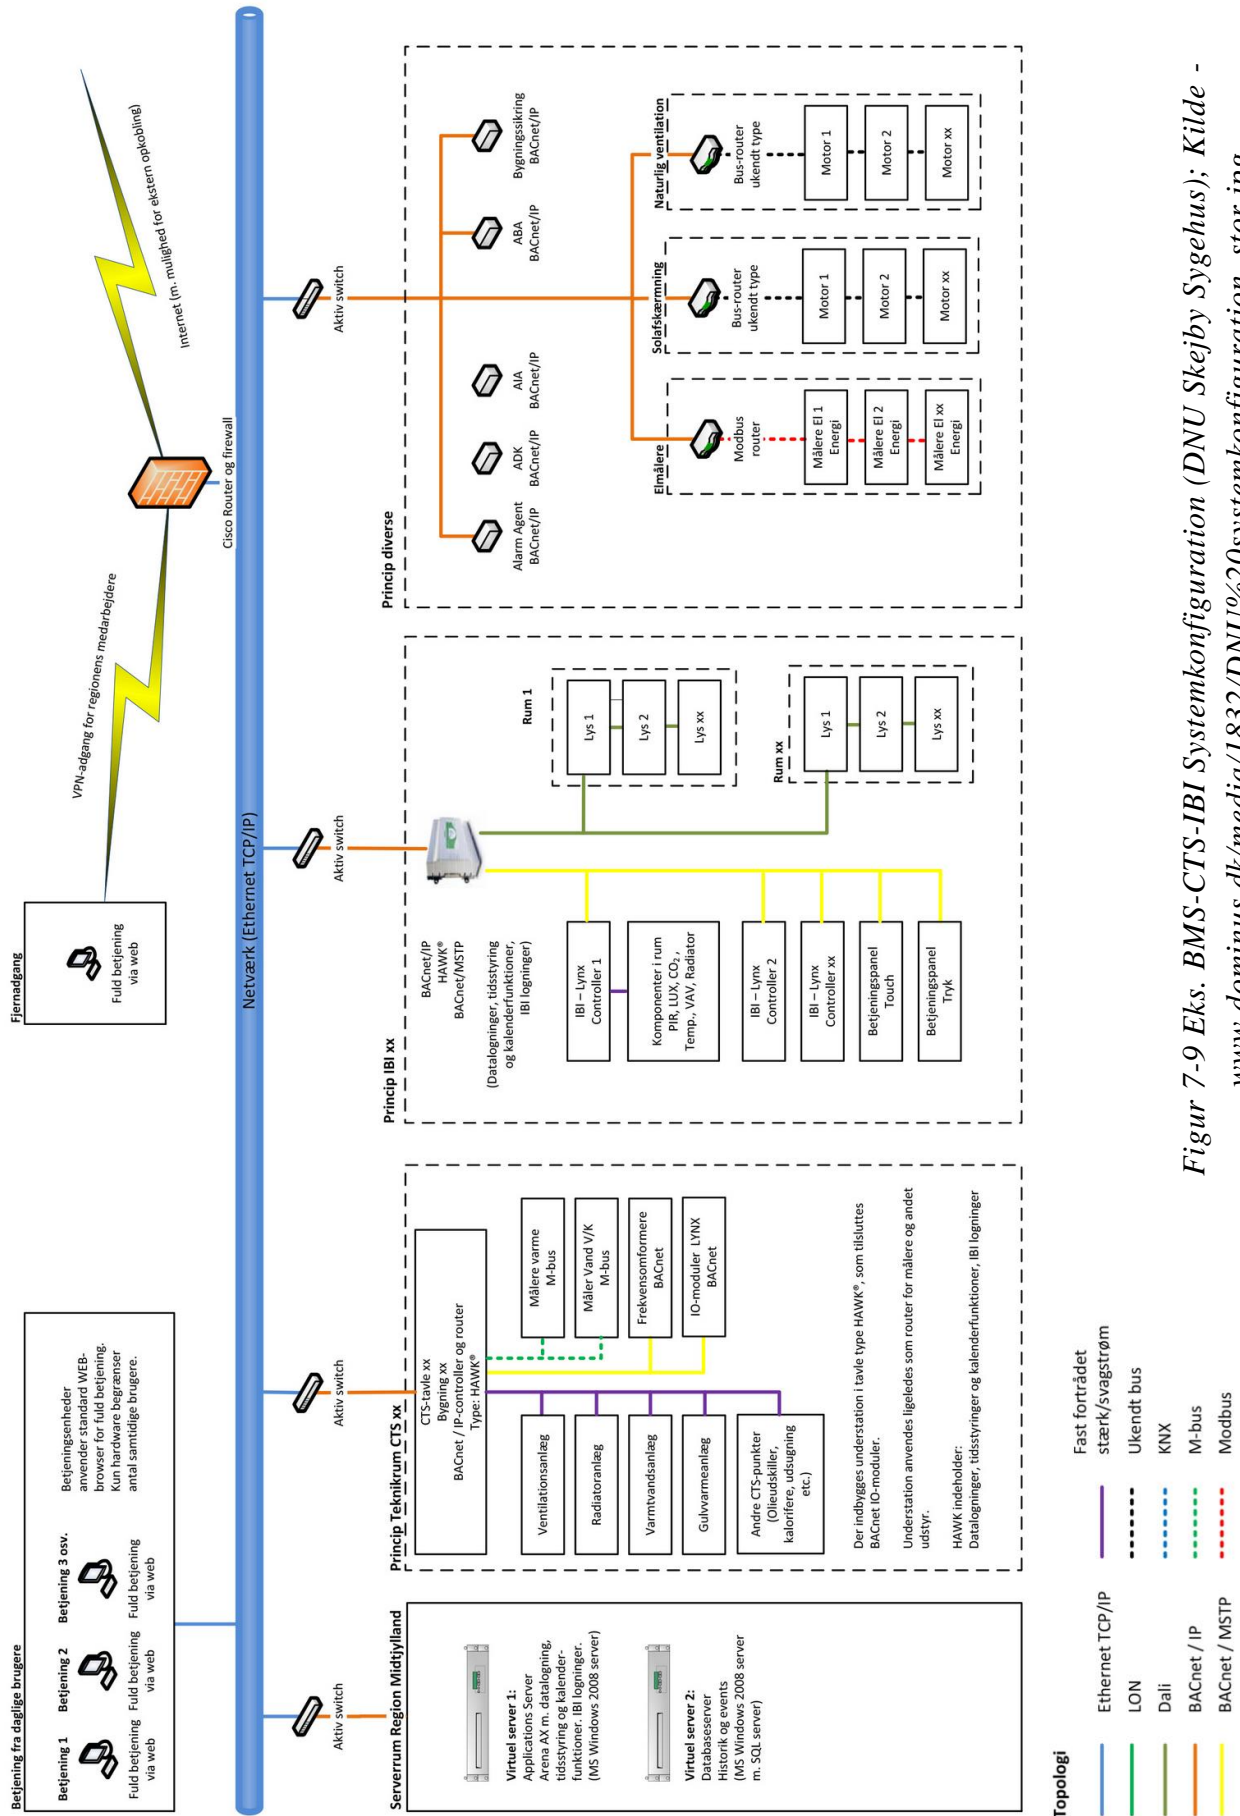 Betjening fra daglige brugere
Betjening 1
Fuld betjening
via web
Betjening 2
Fuld betjening
via web
Betjening 3 osv.
Fuld betjening
via web
Betjeningsenheder
anvender standard WEB-
browser for fuld betjening.
Kun hardware begrænser
antal samtidige brugere.
Fjernadgang
Fuld betjening
via web
VPN-adgang for regionens medarbejdere
Internet (m. mulighed for ekstern opkobling)
Cisco Router og firewall
Netværk (Ethernet TCP/IP)
Aktiv switch
Aktiv switch
Aktiv switch
Aktiv switch
Serverrum Region Midtjylland
Virtuel server 1:
Applications Server
Arena AX m. datalogning,
tidsstyring og kalender-
funktioner. IBI logninger.
(MS Windows 2008 server)
Virtuel server 2:
Databaseserver
Historik og events
(MS Windows 2008 server
m. SQL server)
Princip Teknikrum CTS xx
CTS-tavle xx
Bygning xx
BACnet / IP-controller og router
Type: HAWK®
Ventilationsanlæg
Radiatoranlæg
Varmtvandsanlæg
Gulvvarmeanlæg
Andre CTS-punkter
(Olieudskiller,
kalorifere, udsugning
etc.)
Målere varme
M-bus
Måler Vand V/K
M-bus
Frekvensomformere
BACnet
IO-moduler LYNX
BACnet
Der indbygges understation i tavle type HAWK®, som tilsluttes
BACnet IO-moduler.
Understation anvendes ligeledes som router for målere og andet
udstyr.
HAWK indeholder:
Datalogninger, tidsstyringer og kalenderfunktioner, IBI logninger
Princip IBI xx
BACnet/IP
HAWK®
BACnet/MSTP
(Datalogninger, tidsstyring
og kalenderfunktioner,
IBI logninger)
IBI – Lynx
Controller 1
Komponenter i rum
PIR, LUX, CO₂ ,
Temp., VAV, Radiator
IBI – Lynx
Controller 2
IBI – Lynx
Controller xx
Betjeningspanel
Touch
Betjeningspanel
Tryk
Rum 1
Lys 1
Lys 2
Lys xx
Rum xx
Lys 1
Lys 2
Lys xx
Princip diverse
Alarm Agent
BACnet/IP
ADK
BACnet/IP
AIA
BACnet/IP
ABA
BACnet/IP
Bygningssikring
BACnet/IP
Elmålere
Modbus
router
Målere El 1
Energi
Målere El 2
Energi
Målere El xx
Energi
Solafskærmning
Bus-router
ukendt type
Motor 1
Motor 2
Motor xx
Naturlig ventilation
Bus-router
ukendt type
Motor 1
Motor 2
Motor xx
Topologi
Ethernet TCP/IP
LON
Dali
BACnet / IP
BACnet / MSTP
Fast fortrådet
stærk/svagstrøm
Ukendt bus
KNX
M-bus
Modbus
Figur 7-9 Eks. BMS-CTS-IBI Systemkonfiguration (DNU Skejby Sygehus); Kilde -
www.dominus.dk/media/1832/DNU%20systemkonfiguration_stor.jpg